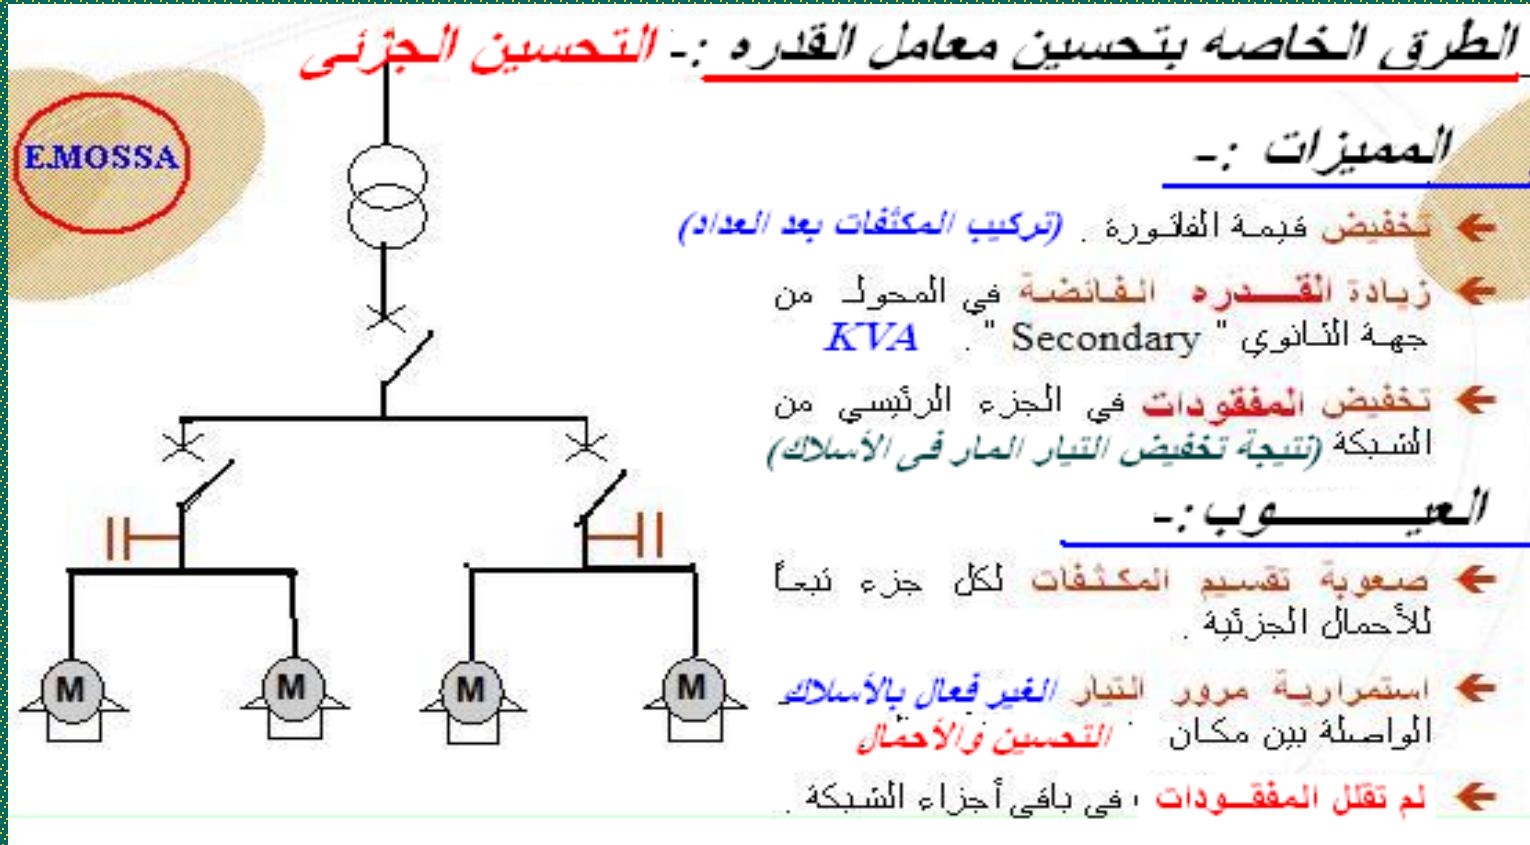 الطرق الخاصه بتحسين معامل القدره :- التحسين الجزئى
E.MOSSA
المميزات :-
تخفيض قيمة الفاتورة . (تركيب المكثفات بعد العداد)
زيادة القـــدره الفائضة في المحول من
جهة الثانوي " Secondary " . KVA
تخفيض المفقودات في الجزء الرئيسي من
الشبكة (نتيجة تخفيض التيار المار فى الأسلاك)
العيـــــــوب :-
صعوبة تقسيم المكثفات لكل جزء تبعاً
للأحمال الجزئية .
استمرارية مرور التيار الغير فعال بالأسلاك
الواصلة بين مكان التحسين والأحمال
لم تقلل المفقــودات في باقي أجزاء الشبكة .
M
M
M
M